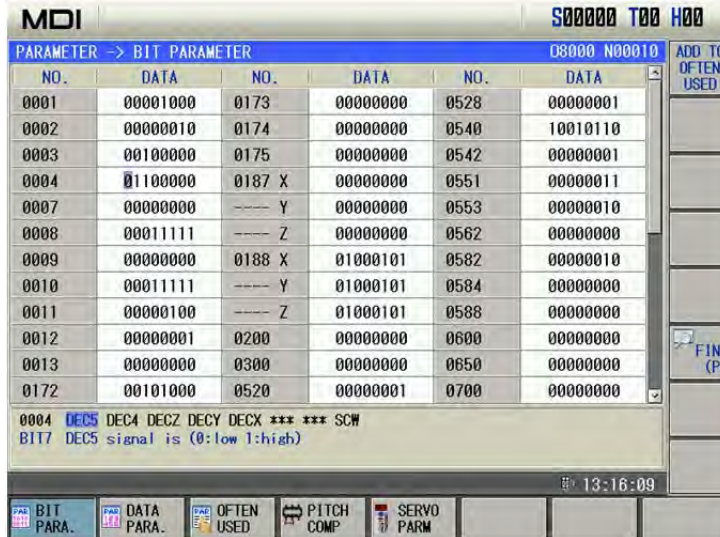 MDI S00000 T00 H00
PARAMETER -> BIT PARAMETER 08000 N00010
ADD TO
OFTEN
USED
NO. DATA NO. DATA NO. DATA
0001 00001000 0173 00000000 0528 00000001
0002 00000010 0174 00000000 0540 10010110
0003 00100000 0175 00000000 0542 00000001
0004 01100000 0187 X 00000000 0551 00000011
0007 00000000 ---- Y 00000000 0553 00000010
0008 00011111 ---- Z 00000000 0562 00000000
0009 00000000 0188 X 01000101 0582 00000010
0010 00011111 ---- Y 01000101 0584 00000000
0011 00000100 ---- Z 01000101 0588 00000000
0012 00000001 0200 00000000 0600 00000000
0013 00000000 0300 00000000 0650 00000000
0172 00101000 0520 00000001 0700 00000000
FIN
(P
0004 DEC5 DEC4 DECZ DECY DECX *** *** SCW
BIT7 DEC5 signal is (0:low 1:high)
13:16:09
BIT
PARA.
DATA
PARA.
OFTEN
USED
PITCH
COMP
SERVO
PARM